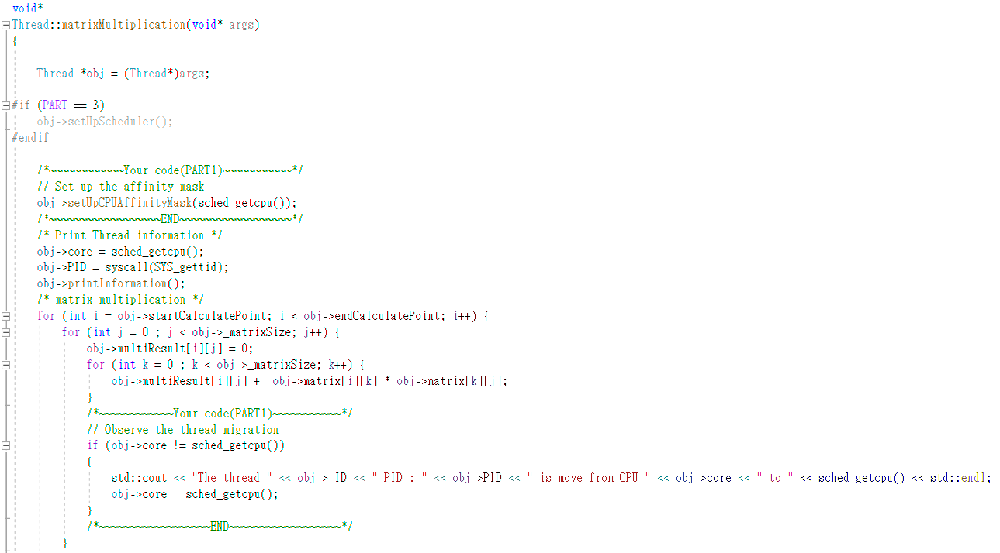 void*
Thread::matrixMultiplication(void* args)
{
    Thread *obj = (Thread*)args;
#if (PART == 3)
    obj->setUpScheduler();
#endif
    /*~~~~~~~~~~~~Your code(PART1)~~~~~~~~~~~*/
    // Set up the affinity mask
    obj->setUpCPUAffinityMask(sched_getcpu());
    /*~~~~~~~~~~~~~~~~~~END~~~~~~~~~~~~~~~~~~*/
    /* Print Thread information */
    obj->core = sched_getcpu();
    obj->PID = syscall(SYS_gettid);
    obj->printInformation();
    /* matrix multiplication */
    for (int i = obj->startCalculatePoint; i < obj->endCalculatePoint; i++) {
        for (int j = 0 ; j < obj->_matrixSize; j++) {
            obj->multiResult[i][j] = 0;
            for (int k = 0 ; k < obj->_matrixSize; k++) {
                obj->multiResult[i][j] += obj->matrix[i][k] * obj->matrix[k][j];
            }
            /*~~~~~~~~~~~~Your code(PART1)~~~~~~~~~~~*/
            // Observe the thread migration
            if (obj->core != sched_getcpu())
            {
                std::cout << "The thread " << obj->_ID << " PID : " << obj->PID << " is move from CPU " << obj->core << " to " << sched_getcpu() << std::endl;
                obj->core = sched_getcpu();
            }
            /*~~~~~~~~~~~~~~~~~~END~~~~~~~~~~~~~~~~~~*/
        }